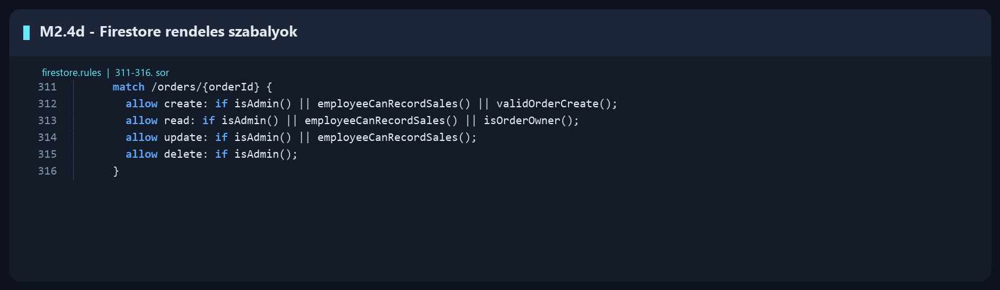 M2.4d - Firestore rendeles szabalyok
firestore.rules | 311-316. sor
311 match /orders/{orderId} {
312 allow create: if isAdmin() || employeeCanRecordSales() || validOrderCreate();
313 allow read: if isAdmin() || employeeCanRecordSales() || isOrderOwner();
314 allow update: if isAdmin() || employeeCanRecordSales();
315 allow delete: if isAdmin();
316 }